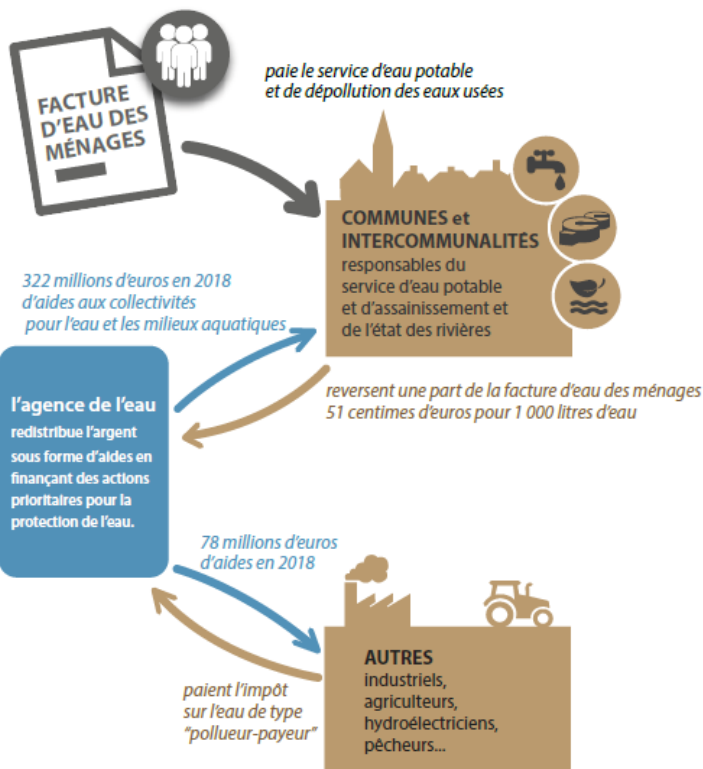 FACTURE
D'EAU DES
MÉNAGES
paie le service d'eau potable
et de dépollution des eaux usées
COMMUNES et
INTERCOMMUNALITÉS
responsables du
service d'eau potable
et d'assainissement et
de l'état des rivières
322 millions d'euros en 2018
d'aides aux collectivités
pour l'eau et les milieux aquatiques
reversent une part de la facture d'eau des ménages
51 centimes d'euros pour 1 000 litres d'eau
l'agence de l'eau
redistribue l'argent
sous forme d'aides en
finançant des actions
prioritaires pour la
protection de l'eau.
78 millions d'euros
d'aides en 2018
AUTRES
industriels,
agriculteurs,
hydroélectriciens,
pêcheurs...
paient l'impôt
sur l'eau de type
"pollueur-payeur"